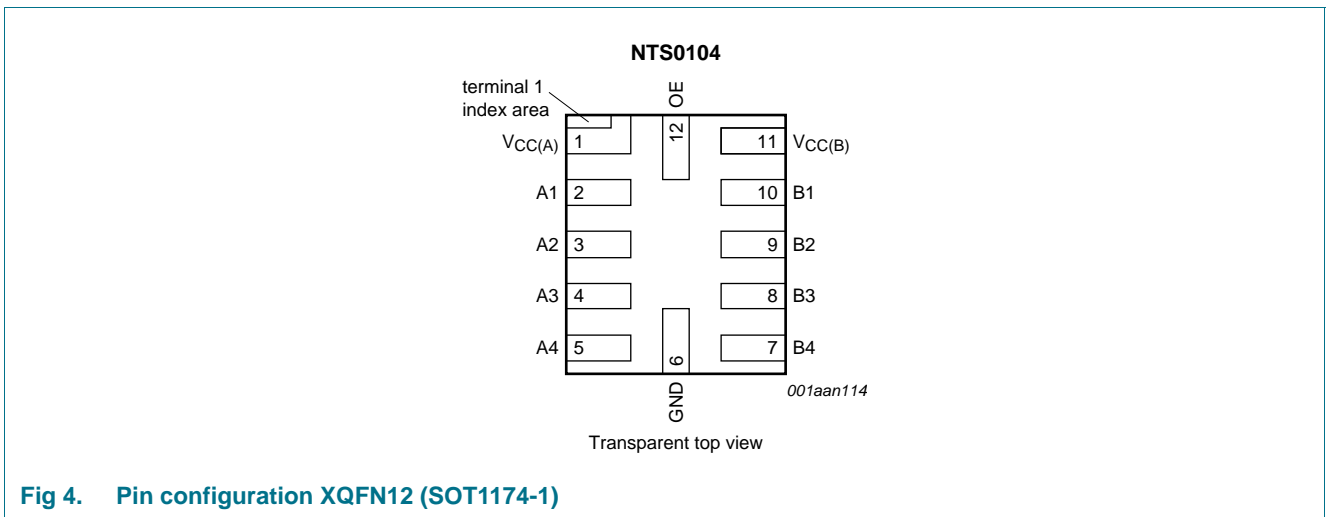 NTS0104
terminal 1
index area
OE
12
VCC(A) 1
11 VCC(B)
A1 2
10 B1
A2 3
9 B2
A3 4
8 B3
A4 5
7 B4
6
GND
001aan114
Transparent top view
Fig 4. Pin configuration XQFN12 (SOT1174-1)